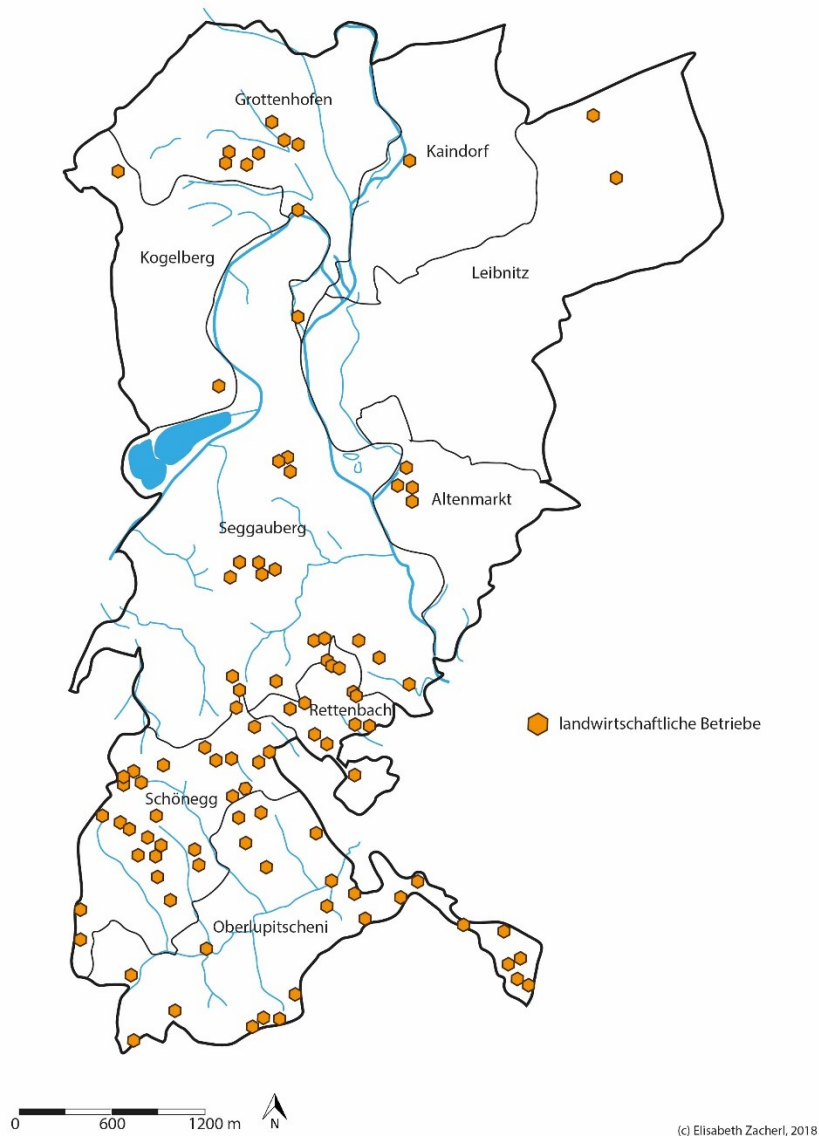 Grottenhofen
Kaindorf
Kogelberg
Leibnitz
Altenmarkt
Seggauberg
Rettenbach
landwirtschaftliche Betriebe
Schönegg
Oberlupitscheni
0 600 1200 m
N
(c) Elisabeth Zacherl, 2018